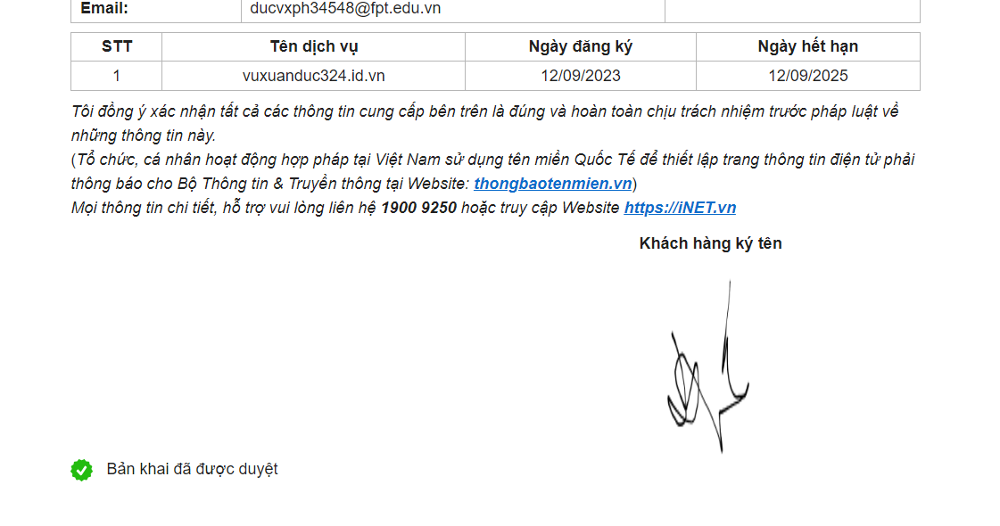 Email: ducvxph34548@fpt.edu.vn
STT Tên dịch vụ Ngày đăng ký Ngày hết hạn
1 vuxuanduc324.id.vn 12/09/2023 12/09/2025
Tôi đồng ý xác nhận tất cả các thông tin cung cấp bên trên là đúng và hoàn toàn chịu trách nhiệm trước pháp luật về
những thông tin này.
(Tổ chức, cá nhân hoạt động hợp pháp tại Việt Nam sử dụng tên miền Quốc Tế để thiết lập trang thông tin điện tử phải
thông báo cho Bộ Thông tin & Truyền thông tại Website: thongbaotenmien.vn)
Mọi thông tin chi tiết, hỗ trợ vui lòng liên hệ 1900 9250 hoặc truy cập Website https://iNET.vn
Khách hàng ký tên
Bản khai đã được duyệt